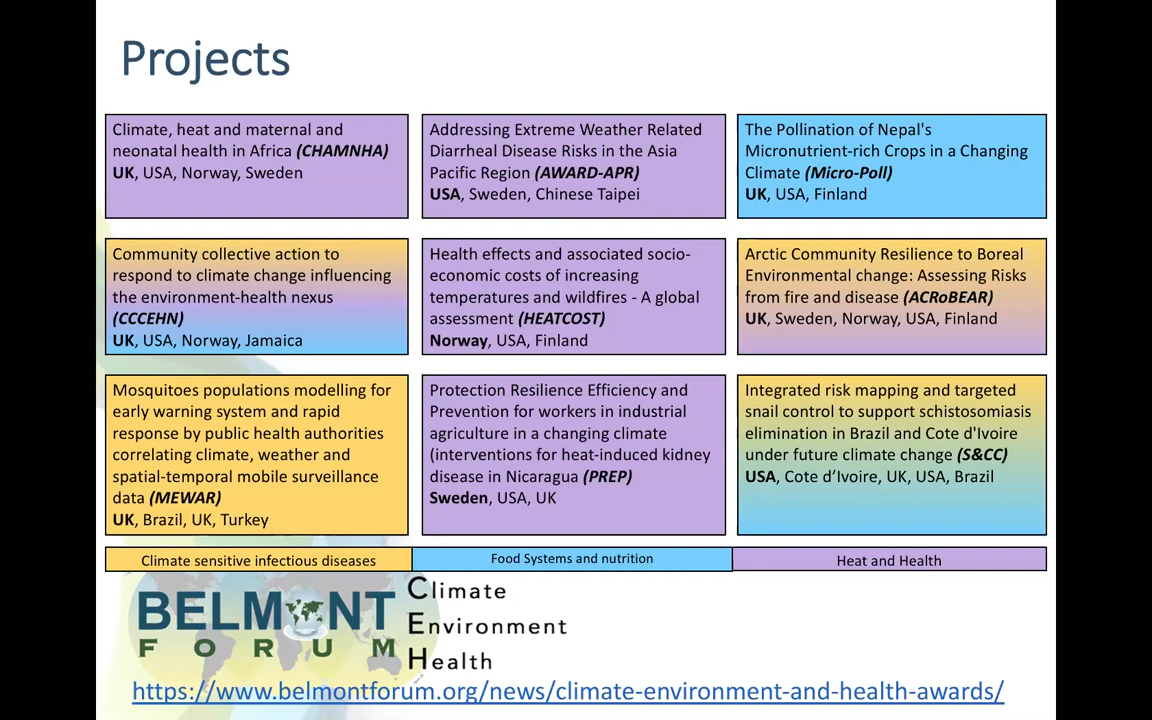 Projects
Climate, heat and maternal and
neonatal health in Africa (CHAMNHA)
UK, USA, Norway, Sweden
Addressing Extreme Weather Related
Diarrheal Disease Risks in the Asia
Pacific Region (AWARD-APR)
USA, Sweden, Chinese Taipei
The Pollination of Nepal's
Micronutrient-rich Crops in a Changing
Climate (Micro-Poll)
UK, USA, Finland
Community collective action to
respond to climate change influencing
the environment-health nexus
(CCCEHN)
UK, USA, Norway, Jamaica
Health effects and associated socio-
economic costs of increasing
temperatures and wildfires - A global
assessment (HEATCOST)
Norway, USA, Finland
Arctic Community Resilience to Boreal
Environmental change: Assessing Risks
from fire and disease (ACRoBEAR)
UK, Sweden, Norway, USA, Finland
Mosquitoes populations modelling for
early warning system and rapid
response by public health authorities
correlating climate, weather and
spatial-temporal mobile surveillance
data (MEWAR)
UK, Brazil, UK, Turkey
Protection Resilience Efficiency and
Prevention for workers in industrial
agriculture in a changing climate
(interventions for heat-induced kidney
disease in Nicaragua (PREP)
Sweden, USA, UK
Integrated risk mapping and targeted
snail control to support schistosomiasis
elimination in Brazil and Cote d'Ivoire
under future climate change (S&CC)
USA, Cote d’Ivoire, UK, USA, Brazil
Climate sensitive infectious diseases
Food Systems and nutrition
Heat and Health
BELMONT
FORUM
Climate
Environment
Health
https://www.belmontforum.org/news/climate-environment-and-health-awards/